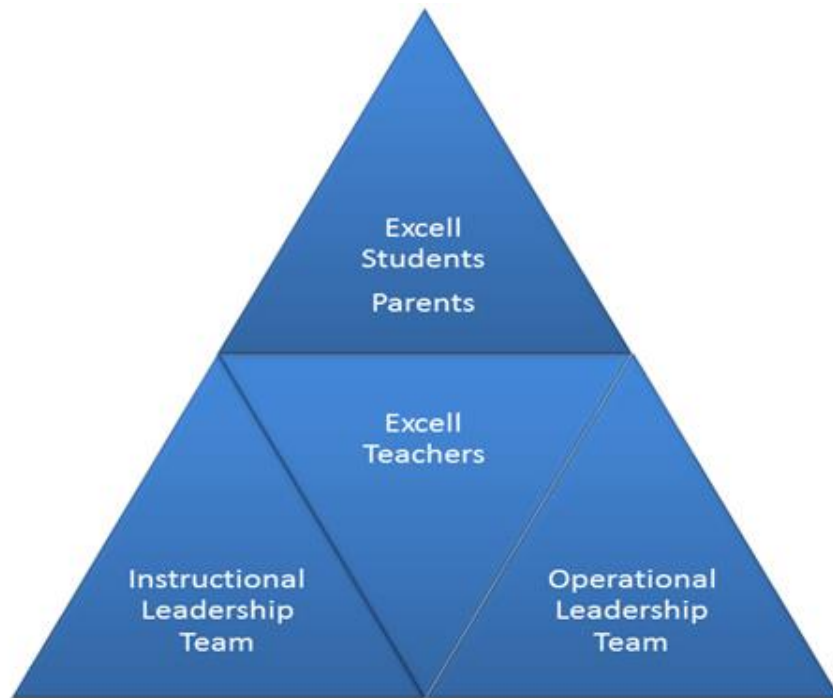 Excell
Students
Parents
Excell
Teachers
Instructional
Leadership
Team
Operational
Leadership
Team